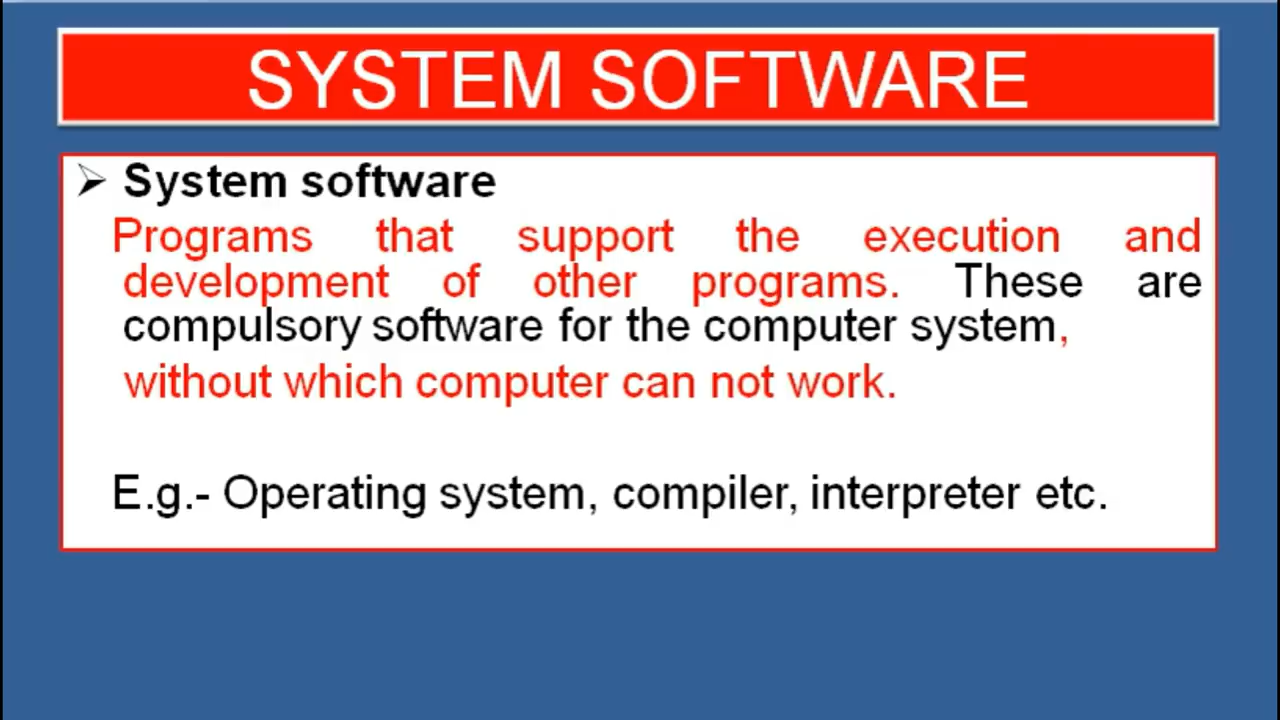 SYSTEM SOFTWARE
➢ System software
Programs that support the execution and
development of other programs. These are
compulsory software for the computer system,
without which computer can not work.
E.g.- Operating system, compiler, interpreter etc.